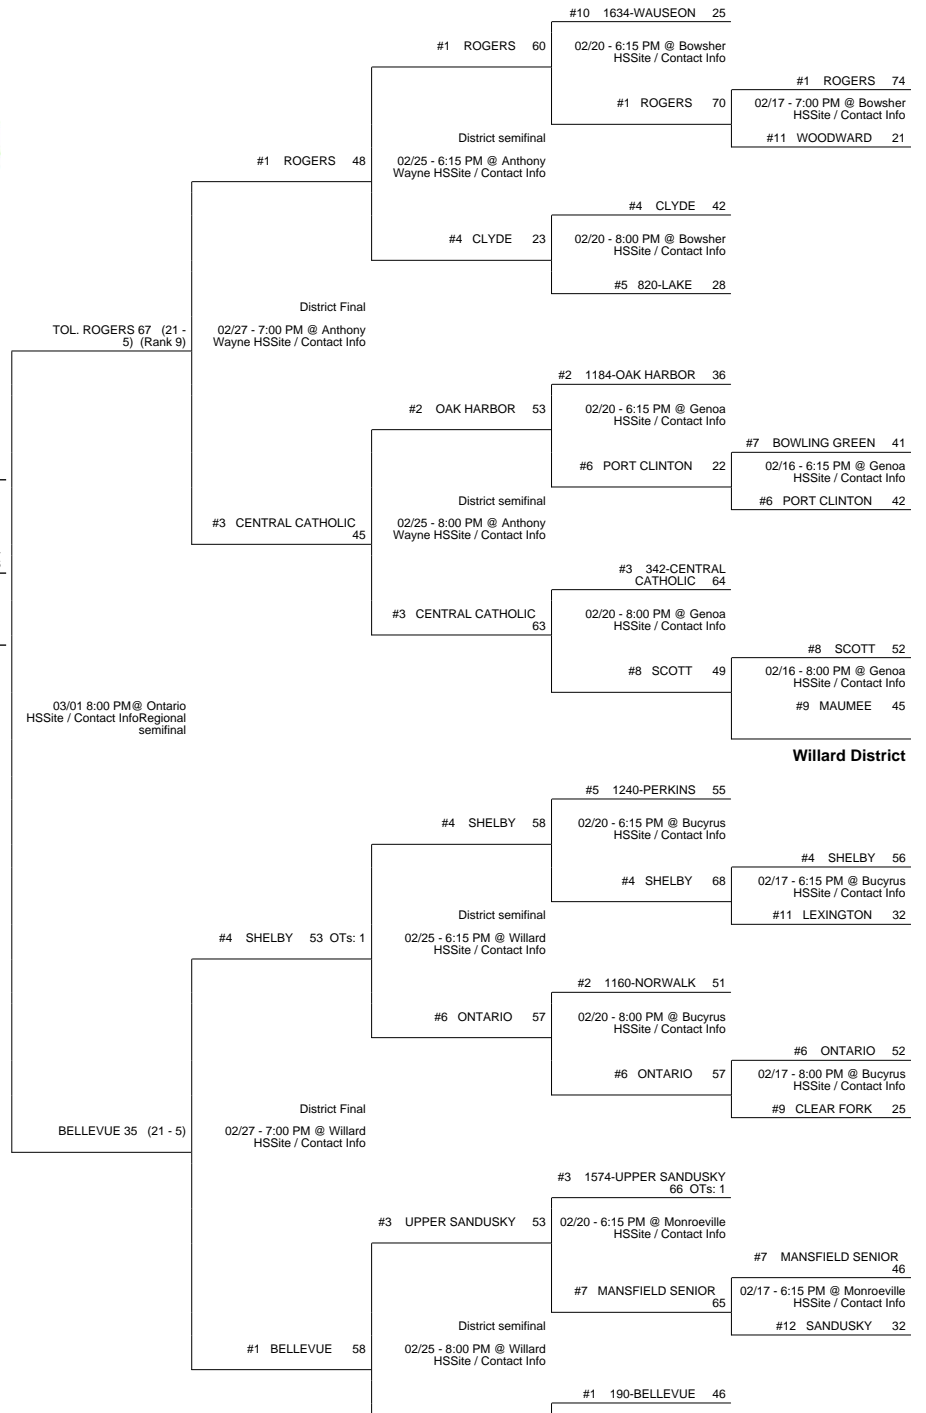 #10 1634-WAUSEON 25
#1 ROGERS 60
02/20 - 6:15 PM @ Bowsher
HSSite / Contact Info
#1 ROGERS 74
#1 ROGERS 70
02/17 - 7:00 PM @ Bowsher
HSSite / Contact Info
District semifinal
#11 WOODWARD 21
#1 ROGERS 48
02/25 - 6:15 PM @ Anthony
Wayne HSSite / Contact Info
#4 CLYDE 42
#4 CLYDE 23
02/20 - 8:00 PM @ Bowsher
HSSite / Contact Info
#5 820-LAKE 28
District Final
TOL. ROGERS 67 (21 -
5) (Rank 9)
02/27 - 7:00 PM @ Anthony
Wayne HSSite / Contact Info
#2 1184-OAK HARBOR 36
#2 OAK HARBOR 53
02/20 - 6:15 PM @ Genoa
HSSite / Contact Info
#7 BOWLING GREEN 41
#6 PORT CLINTON 22
02/16 - 6:15 PM @ Genoa
HSSite / Contact Info
District semifinal
#6 PORT CLINTON 42
#3 CENTRAL CATHOLIC
45
02/25 - 8:00 PM @ Anthony
Wayne HSSite / Contact Info
#3 342-CENTRAL
CATHOLIC 64
#3 CENTRAL CATHOLIC
63
02/20 - 8:00 PM @ Genoa
HSSite / Contact Info
#8 SCOTT 52
#8 SCOTT 49
02/16 - 8:00 PM @ Genoa
HSSite / Contact Info
#9 MAUMEE 45
03/01 8:00 PM@ Ontario
HSSite / Contact InfoRegional
semifinal
Willard District
#5 1240-PERKINS 55
#4 SHELBY 58
02/20 - 6:15 PM @ Bucyrus
HSSite / Contact Info
#4 SHELBY 56
#4 SHELBY 68
02/17 - 6:15 PM @ Bucyrus
HSSite / Contact Info
District semifinal
#11 LEXINGTON 32
#4 SHELBY 53 OTs: 1
02/25 - 6:15 PM @ Willard
HSSite / Contact Info
#2 1160-NORWALK 51
#6 ONTARIO 57
02/20 - 8:00 PM @ Bucyrus
HSSite / Contact Info
#6 ONTARIO 52
#6 ONTARIO 57
02/17 - 8:00 PM @ Bucyrus
HSSite / Contact Info
District Final
#9 CLEAR FORK 25
BELLEVUE 35 (21 - 5)
02/27 - 7:00 PM @ Willard
HSSite / Contact Info
#3 1574-UPPER SANDUSKY
66 OTs: 1
#3 UPPER SANDUSKY 53
02/20 - 6:15 PM @ Monroeville
HSSite / Contact Info
#7 MANSFIELD SENIOR
46
#7 MANSFIELD SENIOR
65
02/17 - 6:15 PM @ Monroeville
HSSite / Contact Info
District semifinal
#12 SANDUSKY 32
#1 BELLEVUE 58
02/25 - 8:00 PM @ Willard
HSSite / Contact Info
#1 190-BELLEVUE 46